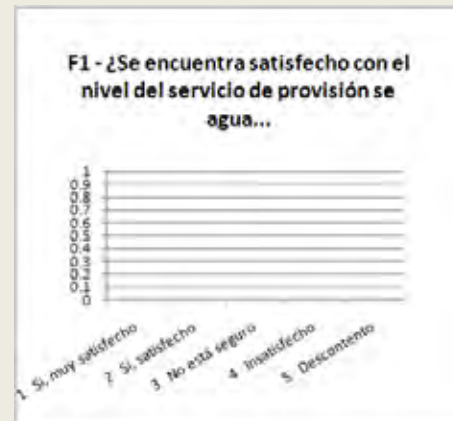 F1 - ¿Se encuentra satisfecho con el
nivel del servicio de provisión se
agua...
1
0.9
0.8
0.7
0.6
0.5
0.4
0.3
0.2
0.1
0
1 Si, muy satisfecho
2 Sí, satisfecho
3 No está seguro
4 Insatisfecho
5 Descontento